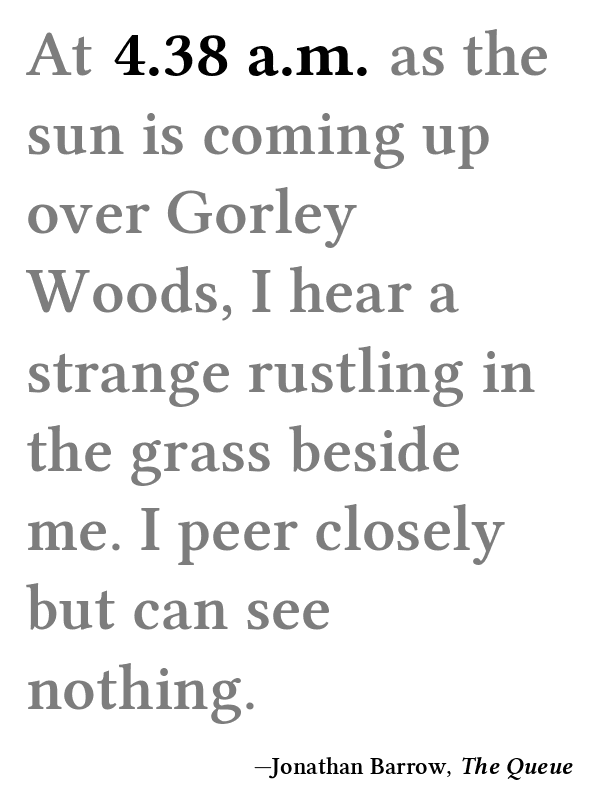 At 4.38 a.m. as the
sun is coming up
over Gorley
Woods, I hear a
strange rustling in
the grass beside
me. I peer closely
but can see
nothing.
—Jonathan Barrow, The Queue